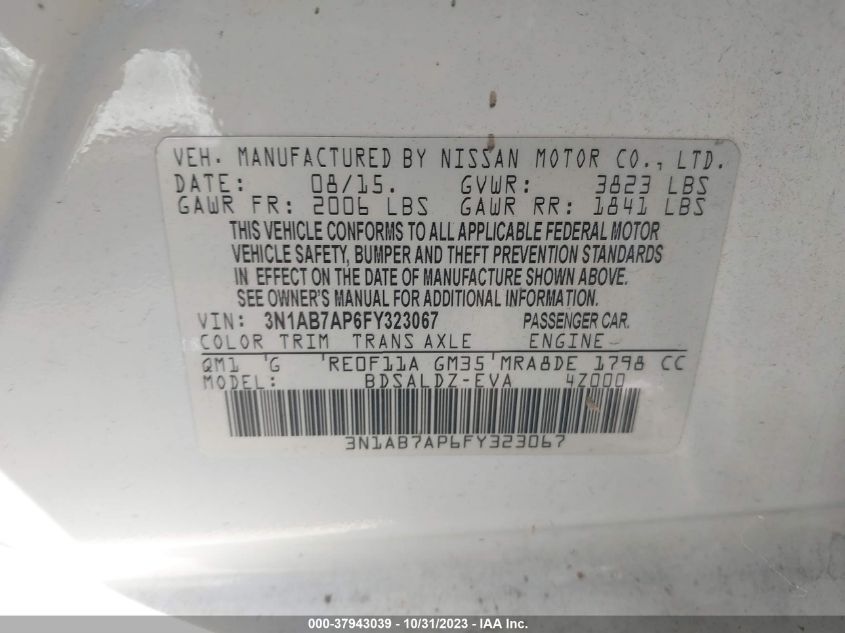 VEH. MANUFACTURED BY NISSAN MOTOR CO., LTD.
DATE: 08/15. GVWR: 3823 LBS
GAWR FR: 2006 LBS GAWR RR: 1841 LBS
THIS VEHICLE CONFORMS TO ALL APPLICABLE FEDERAL MOTOR
VEHICLE SAFETY, BUMPER AND THEFT PREVENTION STANDARDS
IN EFFECT ON THE DATE OF MANUFACTURE SHOWN ABOVE.
SEE OWNER'S MANUAL FOR ADDITIONAL INFORMATION.
VIN: 3N1AB7AP6FY323067 PASSENGER CAR.
COLOR TRIM TRANS AXLE ENGINE
QM1 'G 'RE0F11A GM35'MRA8DE 1798 CC
MODEL: BDSALDZ-EVA 4Z000
3N1AB7AP6FY323067
000-37943039 - 10/31/2023 - IAA Inc.